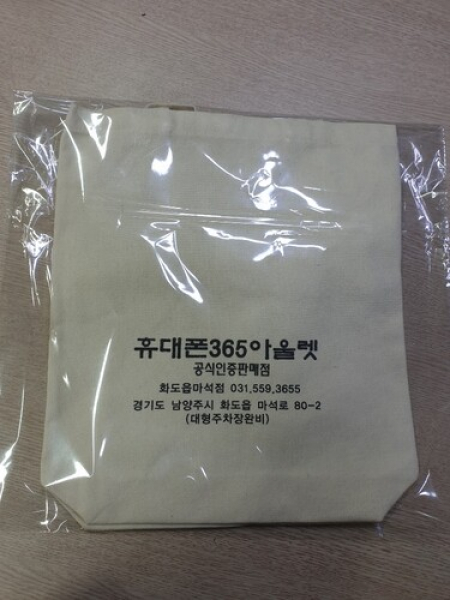 휴대폰365아울렛
공식인증판매점
화도읍마석점 031,559,3655
경기도 남양주시 화도읍 마석로 80-2
(대형주차장완비)